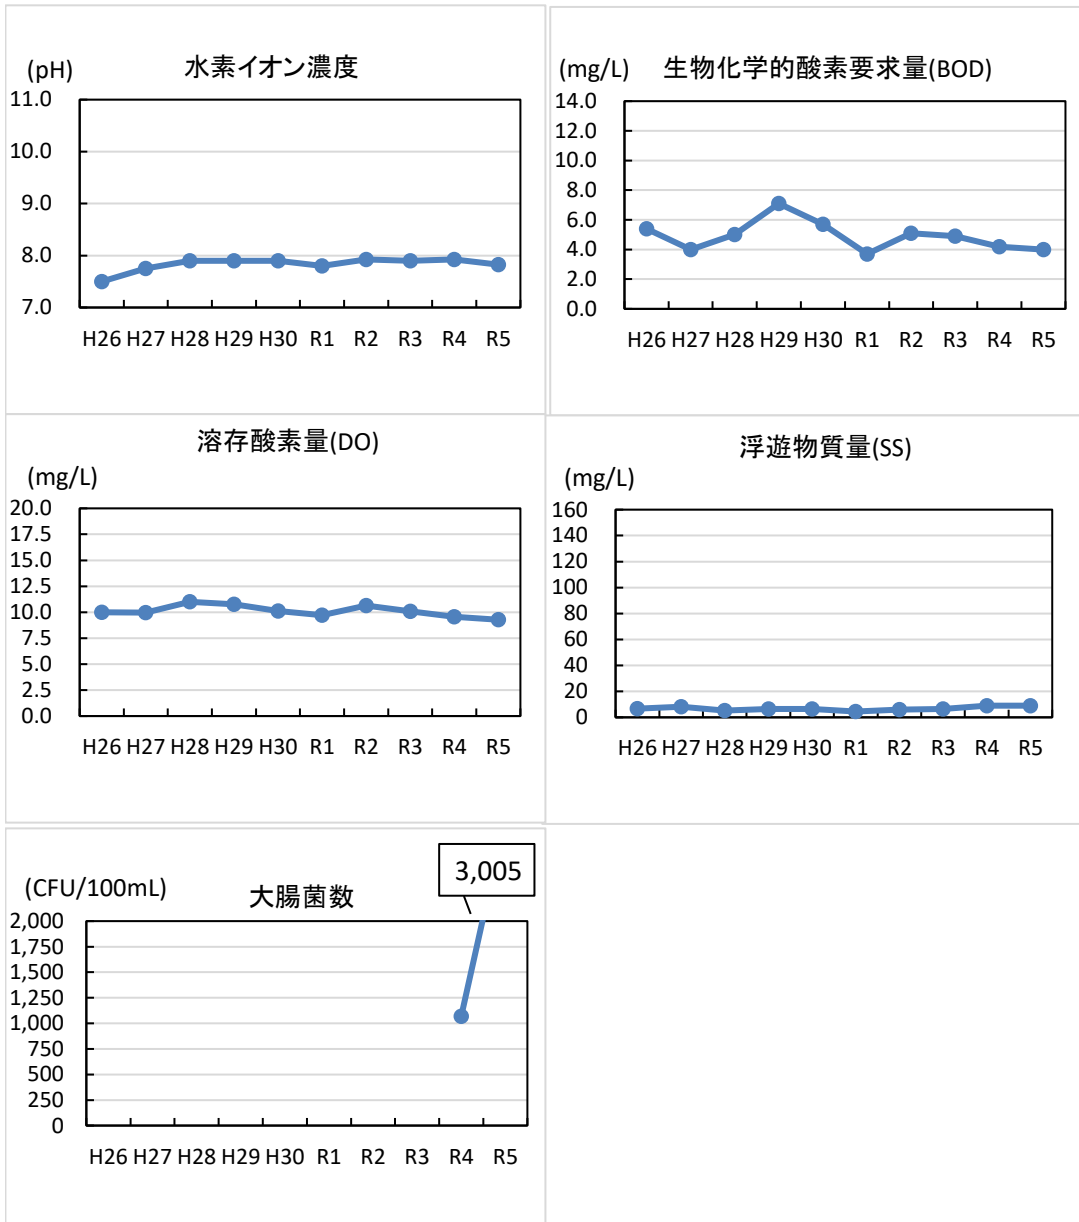 水素イオン濃度
(pH)
11.0
10.0
9.0
8.0
7.0
H26 H27 H28 H29 H30 R1 R2 R3 R4 R5
生物化学的酸素要求量(BOD)
(mg/L)
14.0
12.0
10.0
8.0
6.0
4.0
2.0
0.0
H26 H27 H28 H29 H30 R1 R2 R3 R4 R5
溶存酸素量(DO)
(mg/L)
20.0
17.5
15.0
12.5
10.0
7.5
5.0
2.5
0.0
H26 H27 H28 H29 H30 R1 R2 R3 R4 R5
浮遊物質量(SS)
(mg/L)
160
140
120
100
80
60
40
20
0
H26 H27 H28 H29 H30 R1 R2 R3 R4 R5
3,005
(CFU/100mL)
大腸菌数
2,000
1,750
1,500
1,250
1,000
750
500
250
0
H26 H27 H28 H29 H30 R1 R2 R3 R4 R5